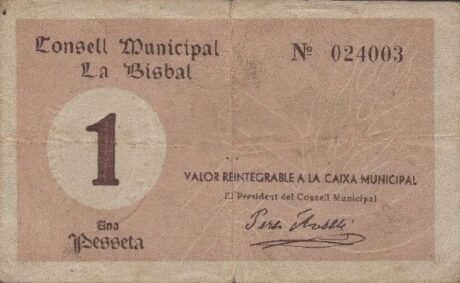 Consell Municipal
La Bisbal
Nº 024003
1
Una
Pesseta
VALOR REINTEGRABLE A LA CAIXA MUNICIPAL
El President del Consell Municipal